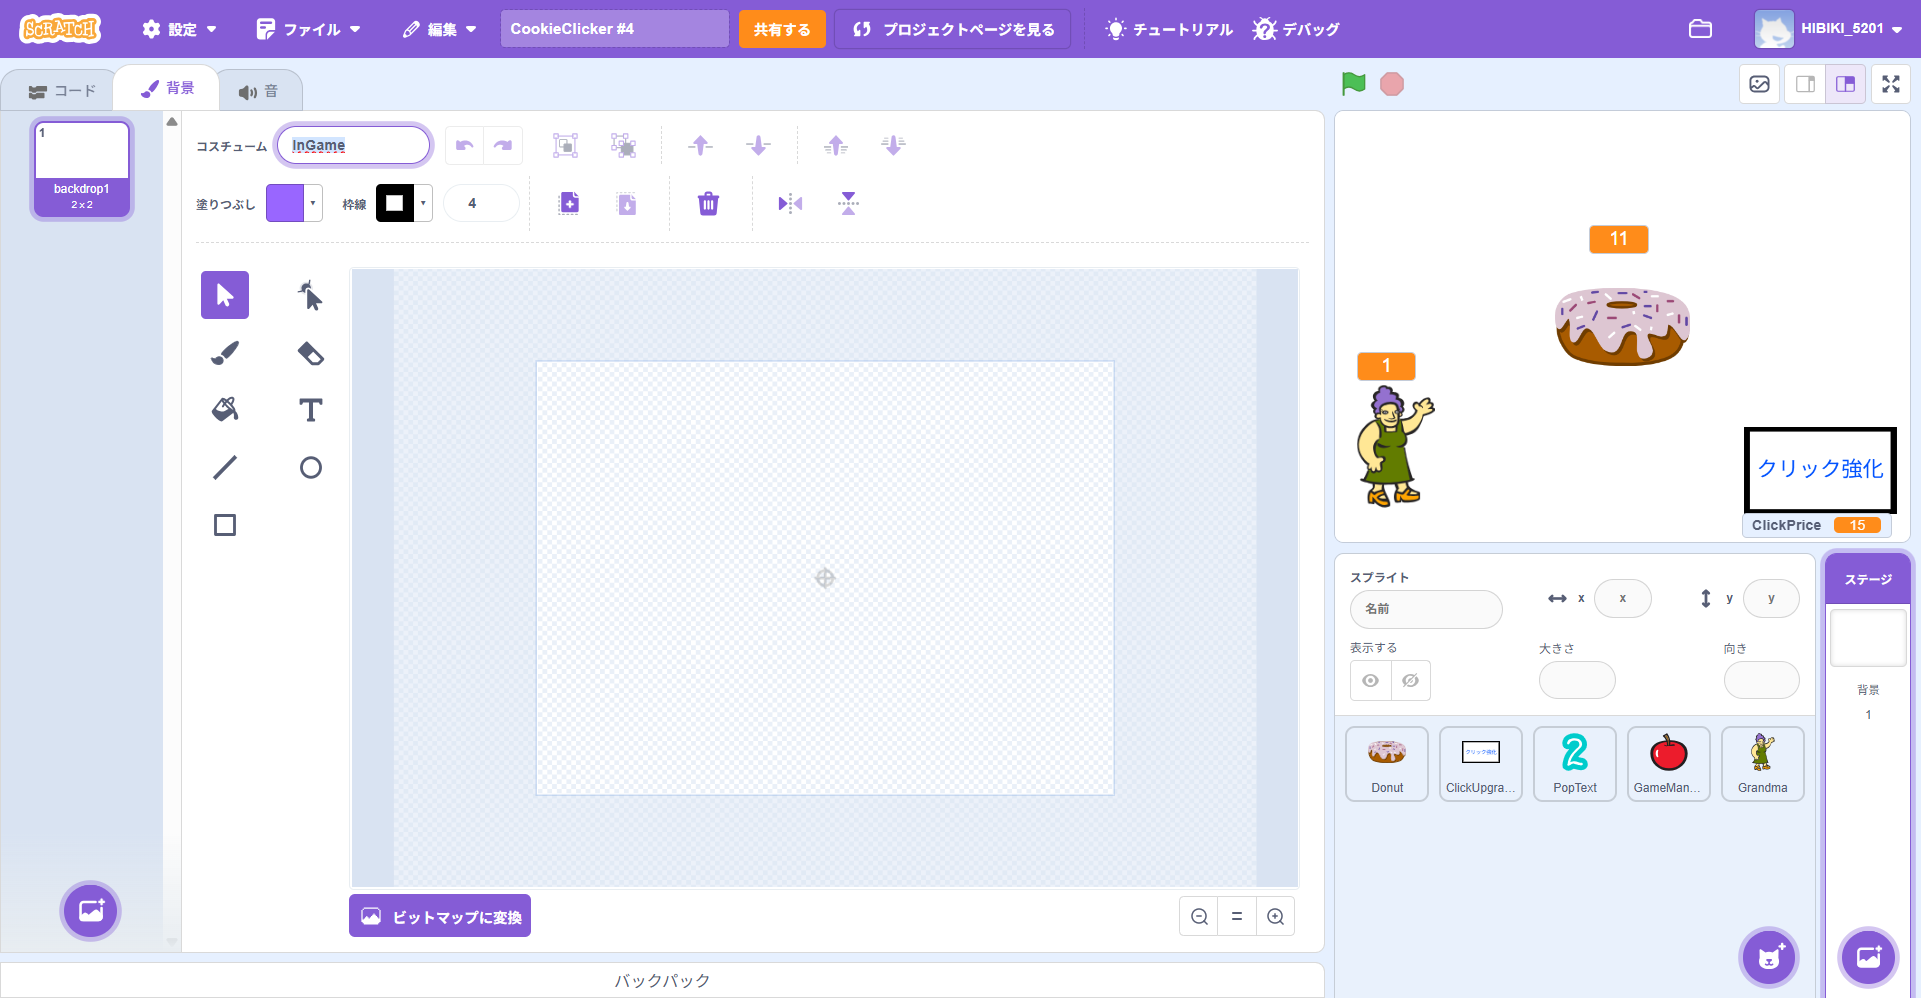 SCRATCH 設定 ファイル 編集 CookieClicker #4 共有する プロジェクトページを見る チュートリアル デバッグ HIBIKI_5201
コード 背景 音
1
backdrop1
2 x 2
コスチューム InGame
塗りつぶし 枠線 4
ビットマップに変換
バックパック
11
1
クリック強化
ClickPrice 15
スプライト
名前
x x
y y
表示する
大きさ
向き
ステージ
背景
1
Donut
クリック強化
ClickUpgra...
PopText
GameMan...
Grandma